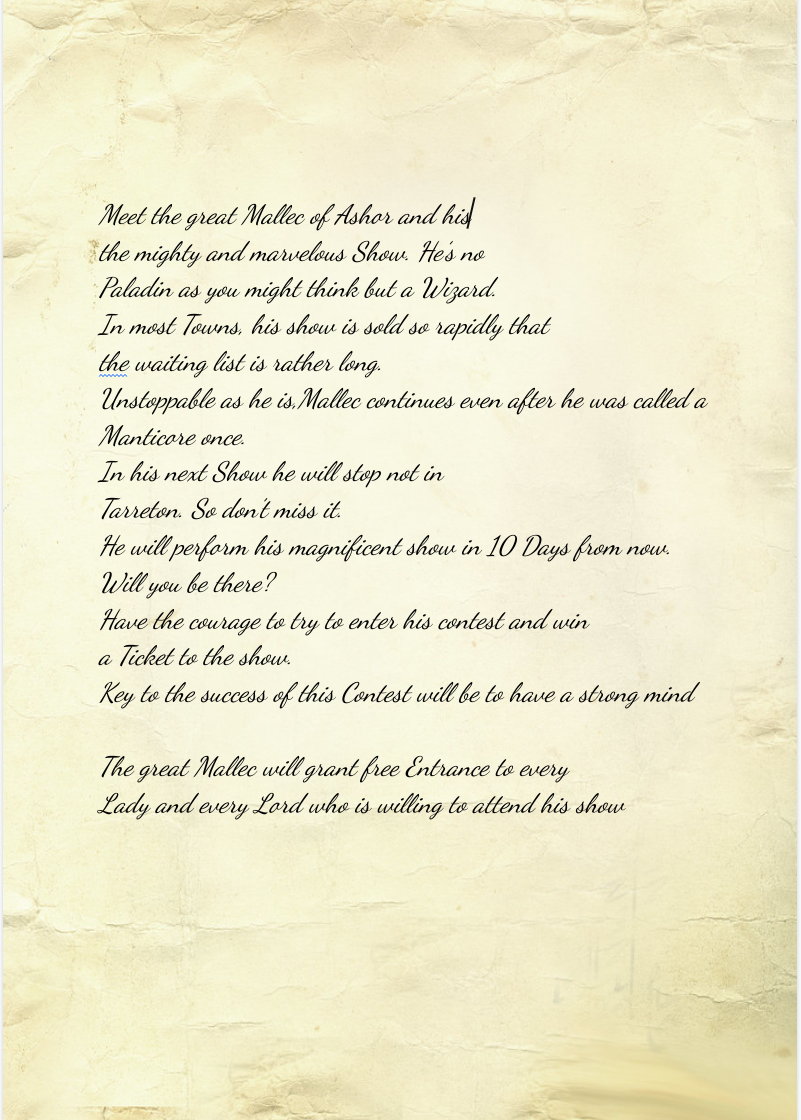 Meet the great Mallec of Ashor and his
the mighty and marvelous Show. He's no
Paladin as you might think but a Wizard.
In most Towns, his show is sold so rapidly that
the waiting list is rather long.
Unstoppable as he is,Mallec continues even after he was called a
Manticore once.
In his next Show he will stop not in
Tarreton. So don't miss it.
He will perform his magnificent show in 10 Days from now.
Will you be there?
Have the courage to try to enter his contest and win
a Ticket to the show.
Key to the success of this Contest will be to have a strong mind
The great Mallec will grant free Entrance to every
Lady and every Lord who is willing to attend his show